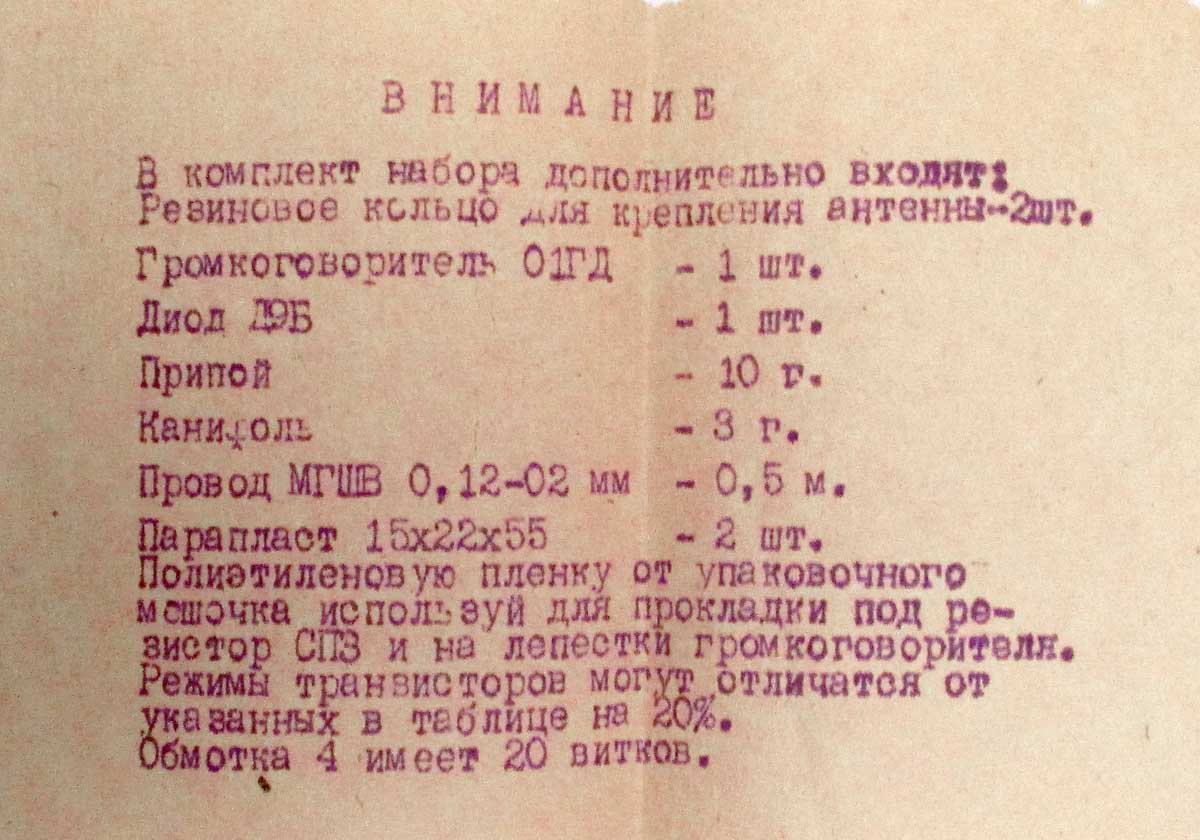 ВНИМАНИЕ
В комплект набора дополнительно входят:
Резиновое кольцо для крепления антенны-2шт.
Громкоговоритель 01ГД - 1 шт.
Диод Д9Б - 1 шт.
Припой - 10 г.
Канифоль - 3 г.
Провод МГШВ 0,12-02 мм - 0,5 м.
Парапласт 15х22х55 - 2 шт.
Полиэтиленовую пленку от упаковочного
мешочка используй для прокладки под ре-
зистор СП3 и на лепестки громкоговорителя.
Режимы транзисторов могут отличатся от
указанных в таблице на 20%.
Обмотка 4 имеет 20 витков.